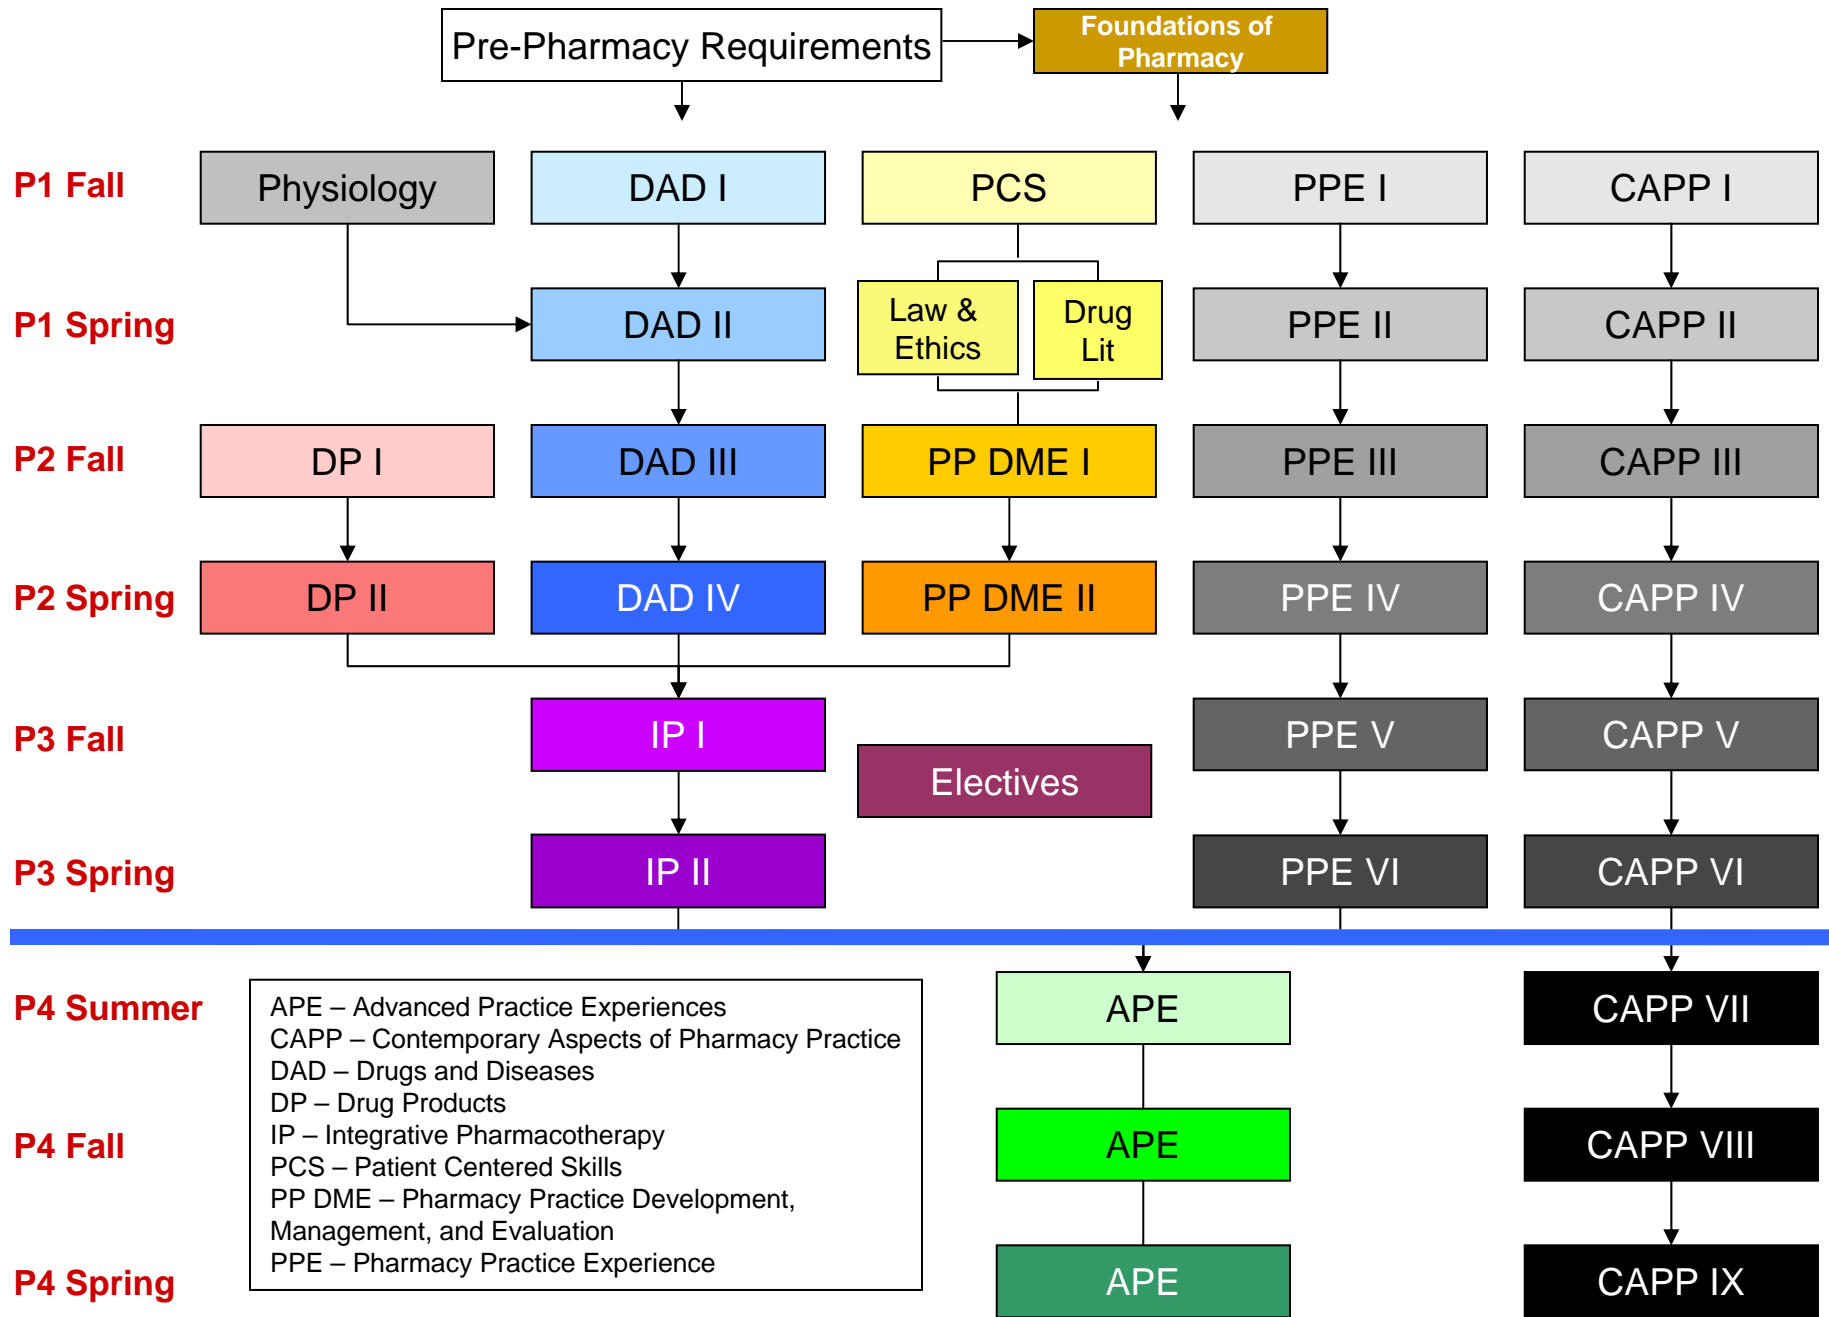 Pre-Pharmacy Requirements
Foundations of
Pharmacy
P1 Fall
Physiology
DAD I
PCS
PPE I
CAPP I
P1 Spring
DAD II
Law &
Ethics
Drug
Lit
PPE II
CAPP II
P2 Fall
DP I
DAD III
PP DME I
PPE III
CAPP III
P2 Spring
DP II
DAD IV
PP DME II
PPE IV
CAPP IV
P3 Fall
IP I
Electives
PPE V
CAPP V
P3 Spring
IP II
PPE VI
CAPP VI
P4 Summer
APE – Advanced Practice Experiences
CAPP – Contemporary Aspects of Pharmacy Practice
DAD – Drugs and Diseases
DP – Drug Products
IP – Integrative Pharmacotherapy
PCS – Patient Centered Skills
PP DME – Pharmacy Practice Development,
Management, and Evaluation
PPE – Pharmacy Practice Experience
APE
CAPP VII
P4 Fall
APE
CAPP VIII
P4 Spring
APE
CAPP IX